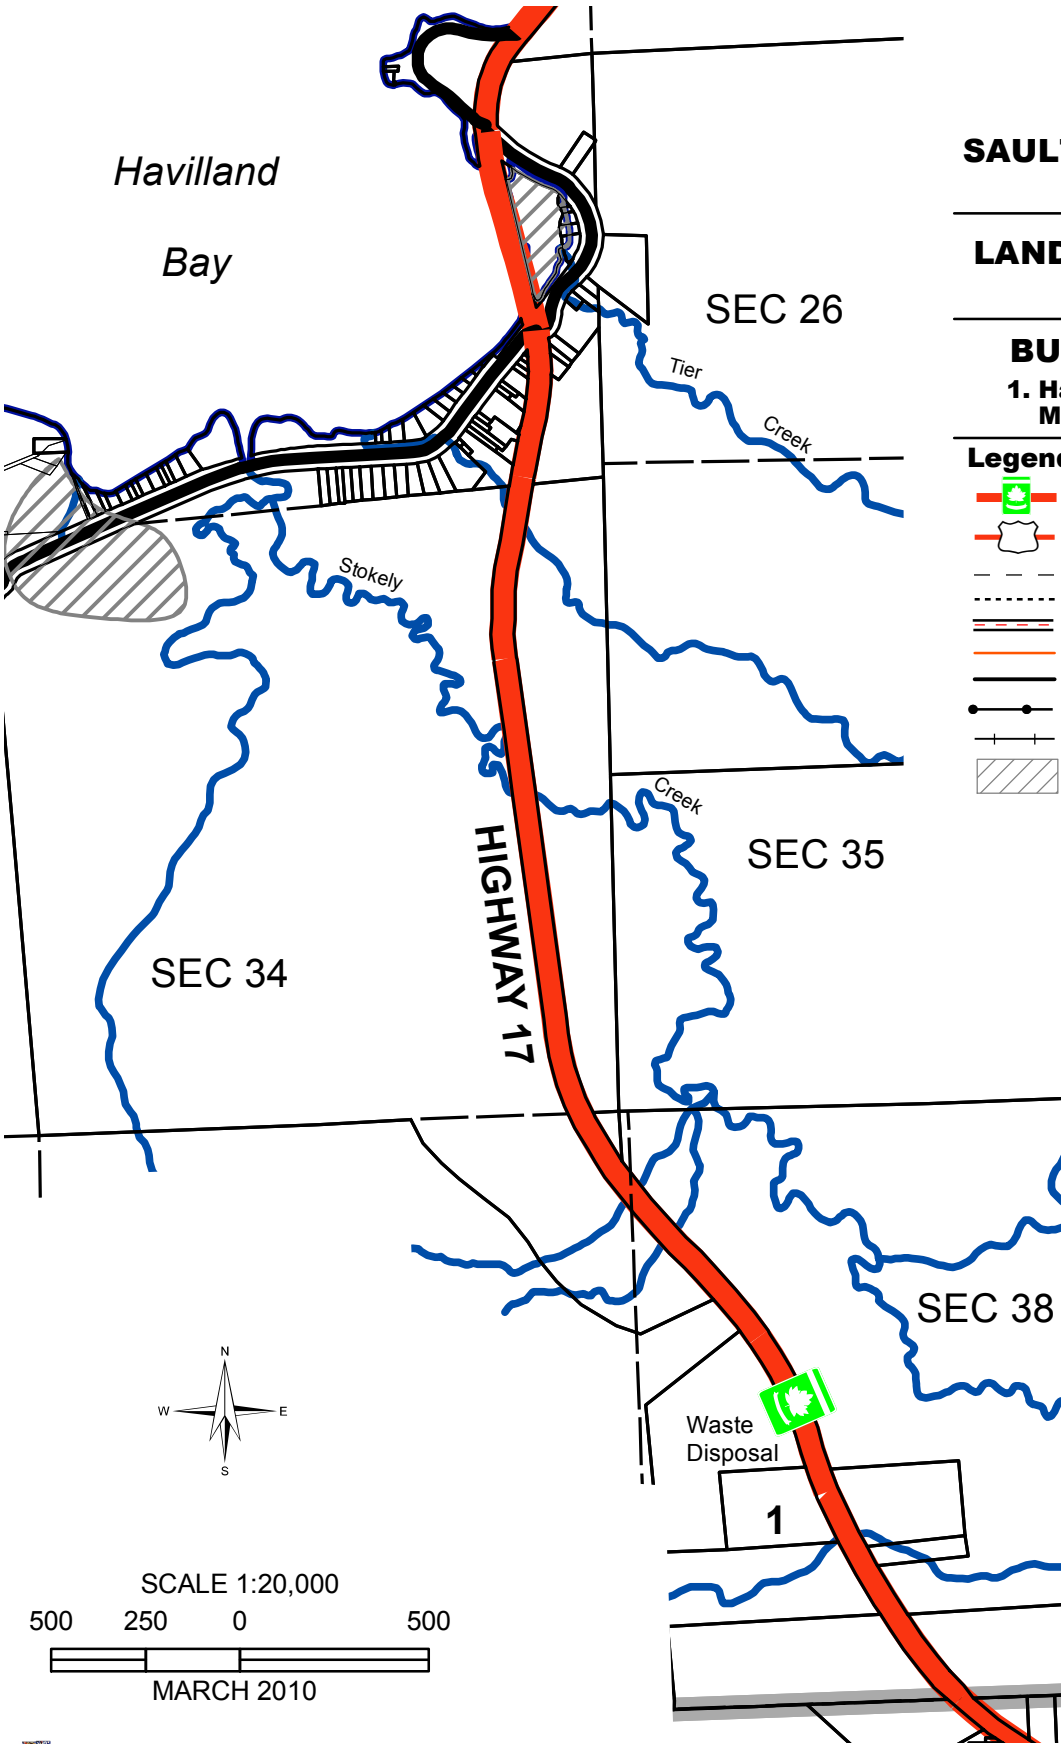 Havilland
Bay
SEC 26
Tier
Creek
Stokely
Creek
SEC 35
HIGHWAY 17
SEC 34
SEC 38
N
W E
S
Waste
Disposal
1
SCALE 1:20,000
500 250 0 500
MARCH 2010
SAUL
LAND
BU
1. Ha
M
Legend